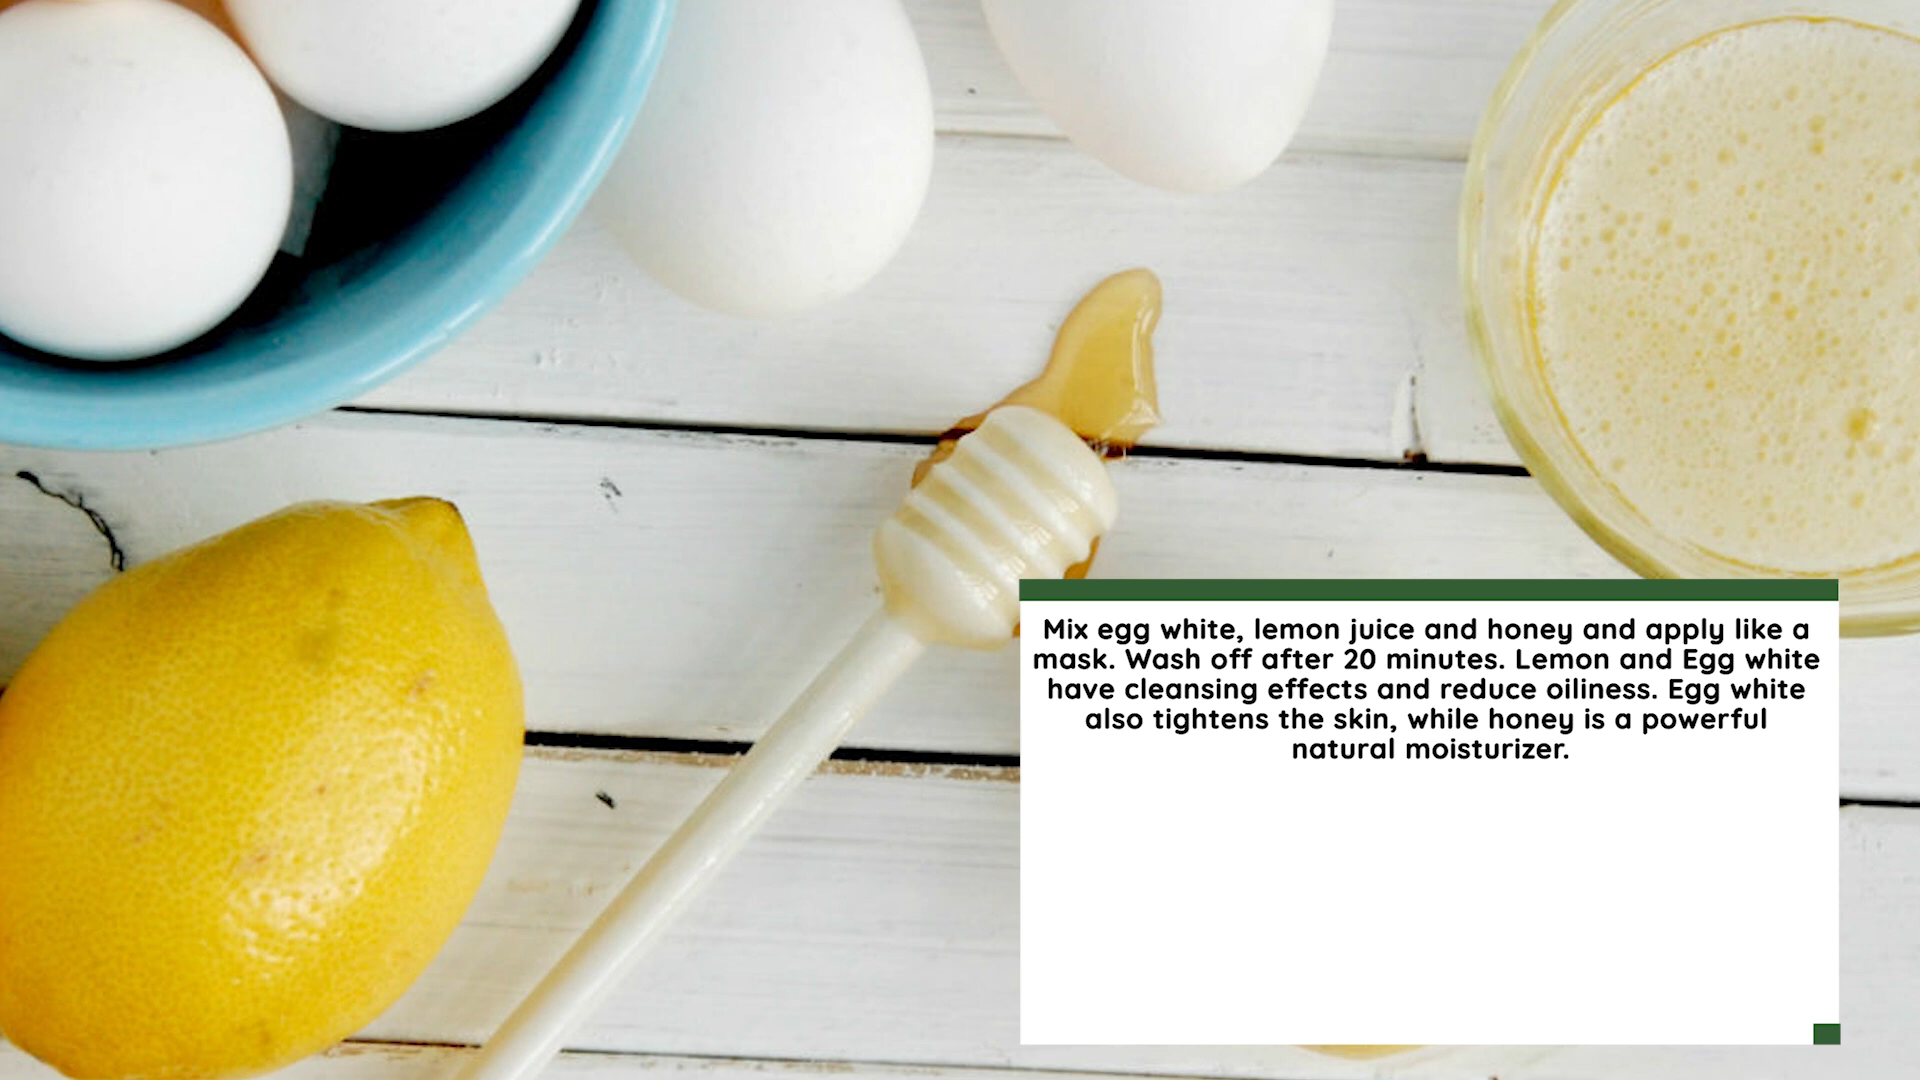 Mix egg white, lemon juice and honey and apply like a
mask. Wash off after 20 minutes. Lemon and Egg white
have cleansing effects and reduce oiliness. Egg white
also tightens the skin, while honey is a powerful
natural moisturizer.